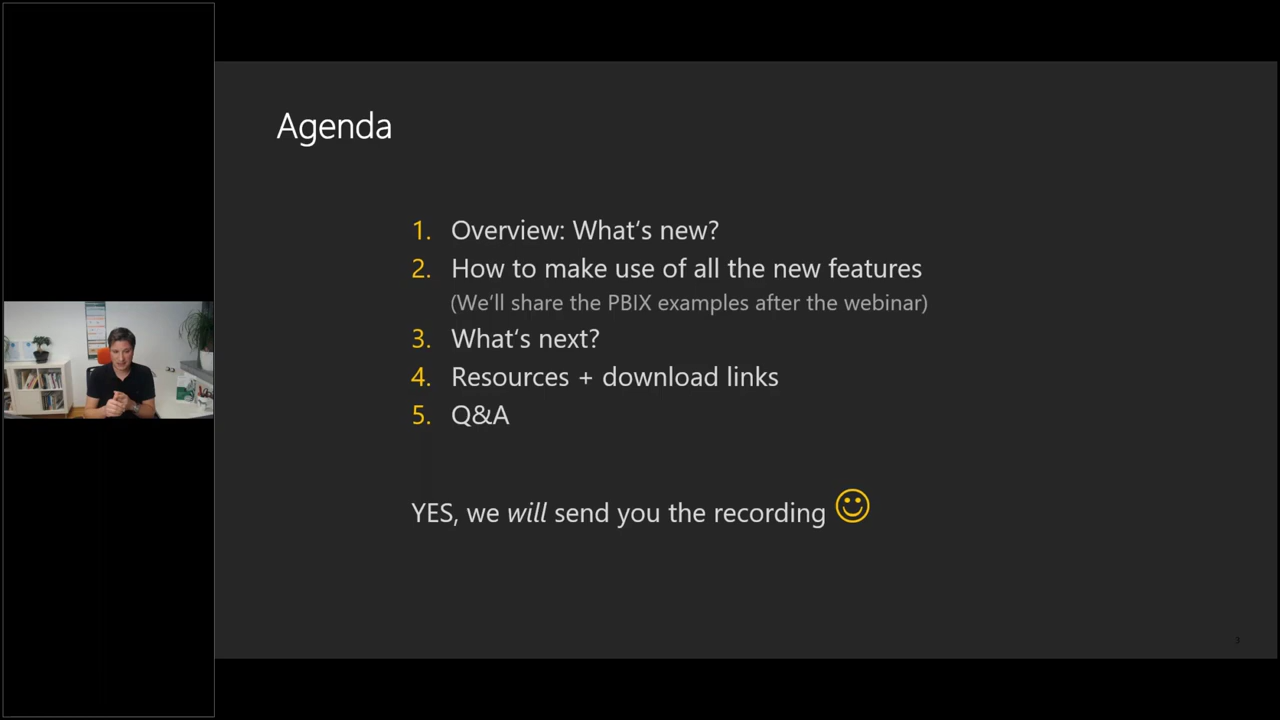 Agenda
1. Overview: What's new?
2. How to make use of all the new features
(We'll share the PBIX examples after the webinar)
3. What's next?
4. Resources + download links
5. Q&A
YES, we will send you the recording
3